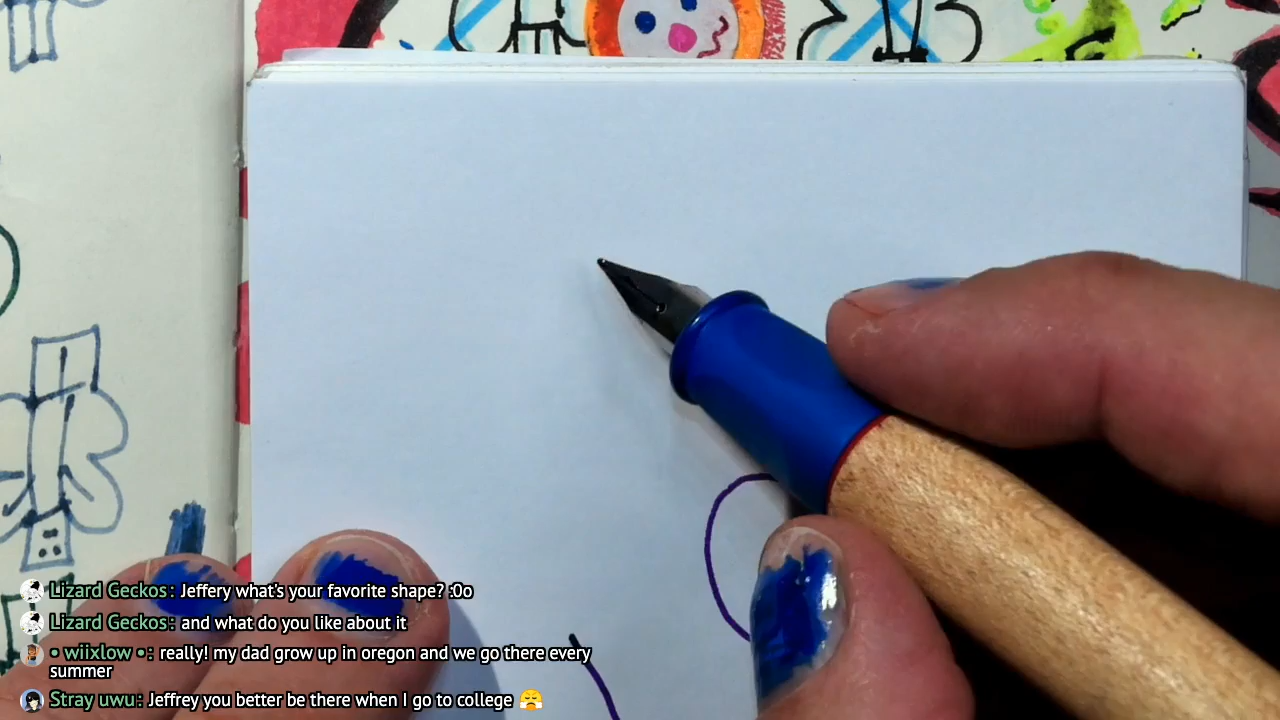 Lizard Geckos: Jeffery what's your favorite shape? :0o
Lizard Geckos: and what do you like about it
• wiixlow •: really! my dad grow up in oregon and we go there every
summer
Stray uwu: Jeffrey you better be there when I go to college 😤